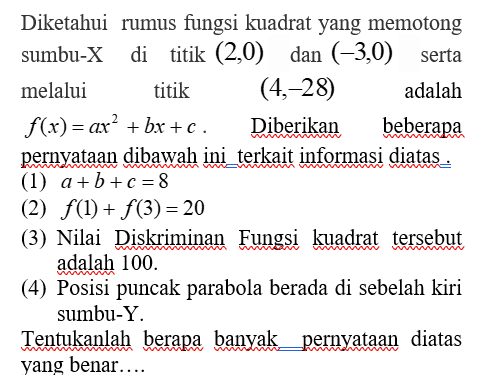 Diketahui rumus fungsi kuadrat yang memotong
sumbu-X di titik (2,0) dan (−3,0) serta
melalui titik (4,−28) adalah
f(x) = ax² + bx + c . Diberikan beberapa
pernyataan dibawah ini terkait informasi diatas .
(1) a + b + c = 8
(2) f(1) + f(3) = 20
(3) Nilai Diskriminan Fungsi kuadrat tersebut
adalah 100.
(4) Posisi puncak parabola berada di sebelah kiri
sumbu-Y.
Tentukanlah berapa banyak pernyataan diatas
yang benar….